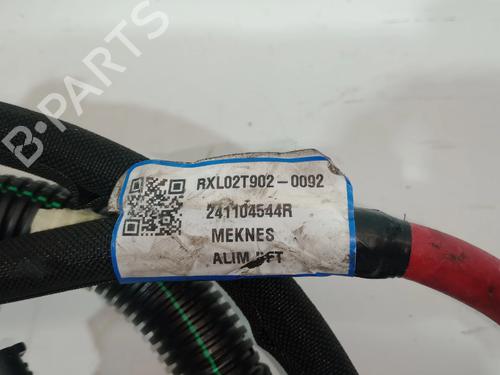 B-PARTS
RXL02T902-0092
241104544R
MEKNES
ALIM